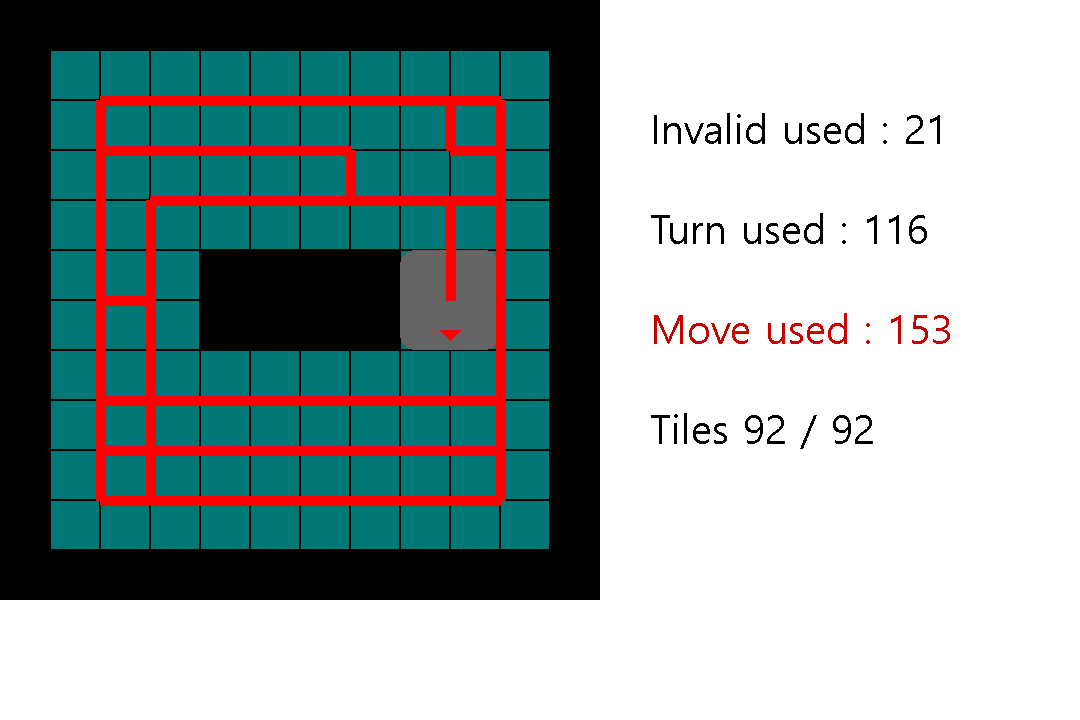 Invalid used : 21
Turn used : 116
Move used : 153
Tiles 92 / 92